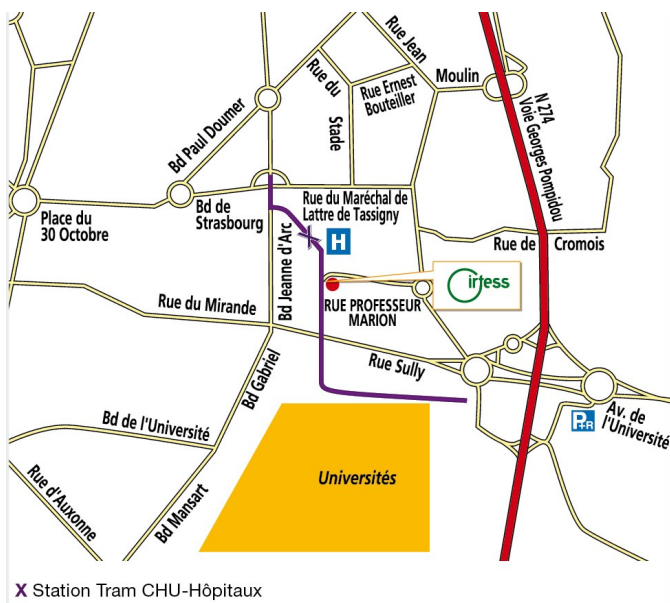 Rue Jean
Moulin
Rue du
Stade
Rue Ernest
Bouteiller
N 274
Voie Georges Pompidou
Bd Paul Doumer
Place du
30 Octobre
Bd de
Strasbourg
Rue du Maréchal de
Lattre de Tassigny
H
Rue de Cromois
Bd Jeanne d'Arc
irtess
Rue du Mirande
RUE PROFESSEUR
MARION
Rue Sully
Bd Gabriel
Bd de l'Université
P+R
Av. de
l'Université
Rue d'Auxonne
Bd Mansart
Universités
X Station Tram CHU-Hôpitaux